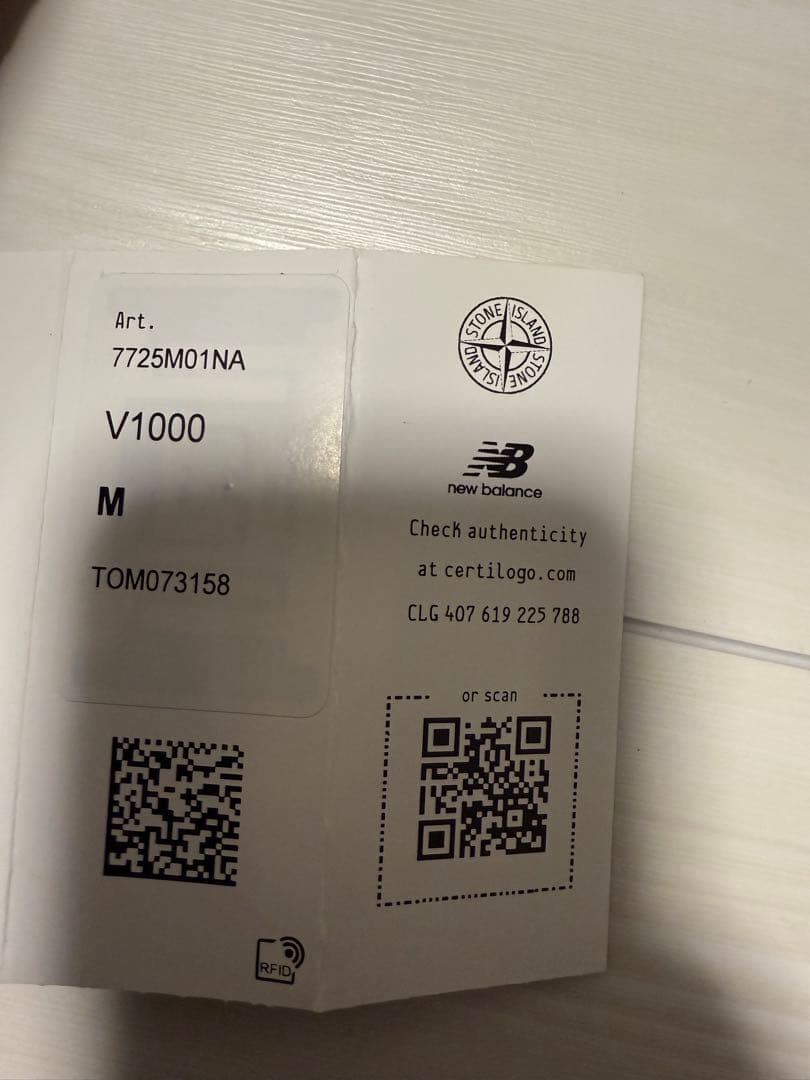 Art.
7725M01NA
V1000
M
TOM073158
RFID
STONE ISLAND STONE ISLAND
NB
new balance
Check authenticity
at certilogo.com
CLG 407 619 225 788
or scan